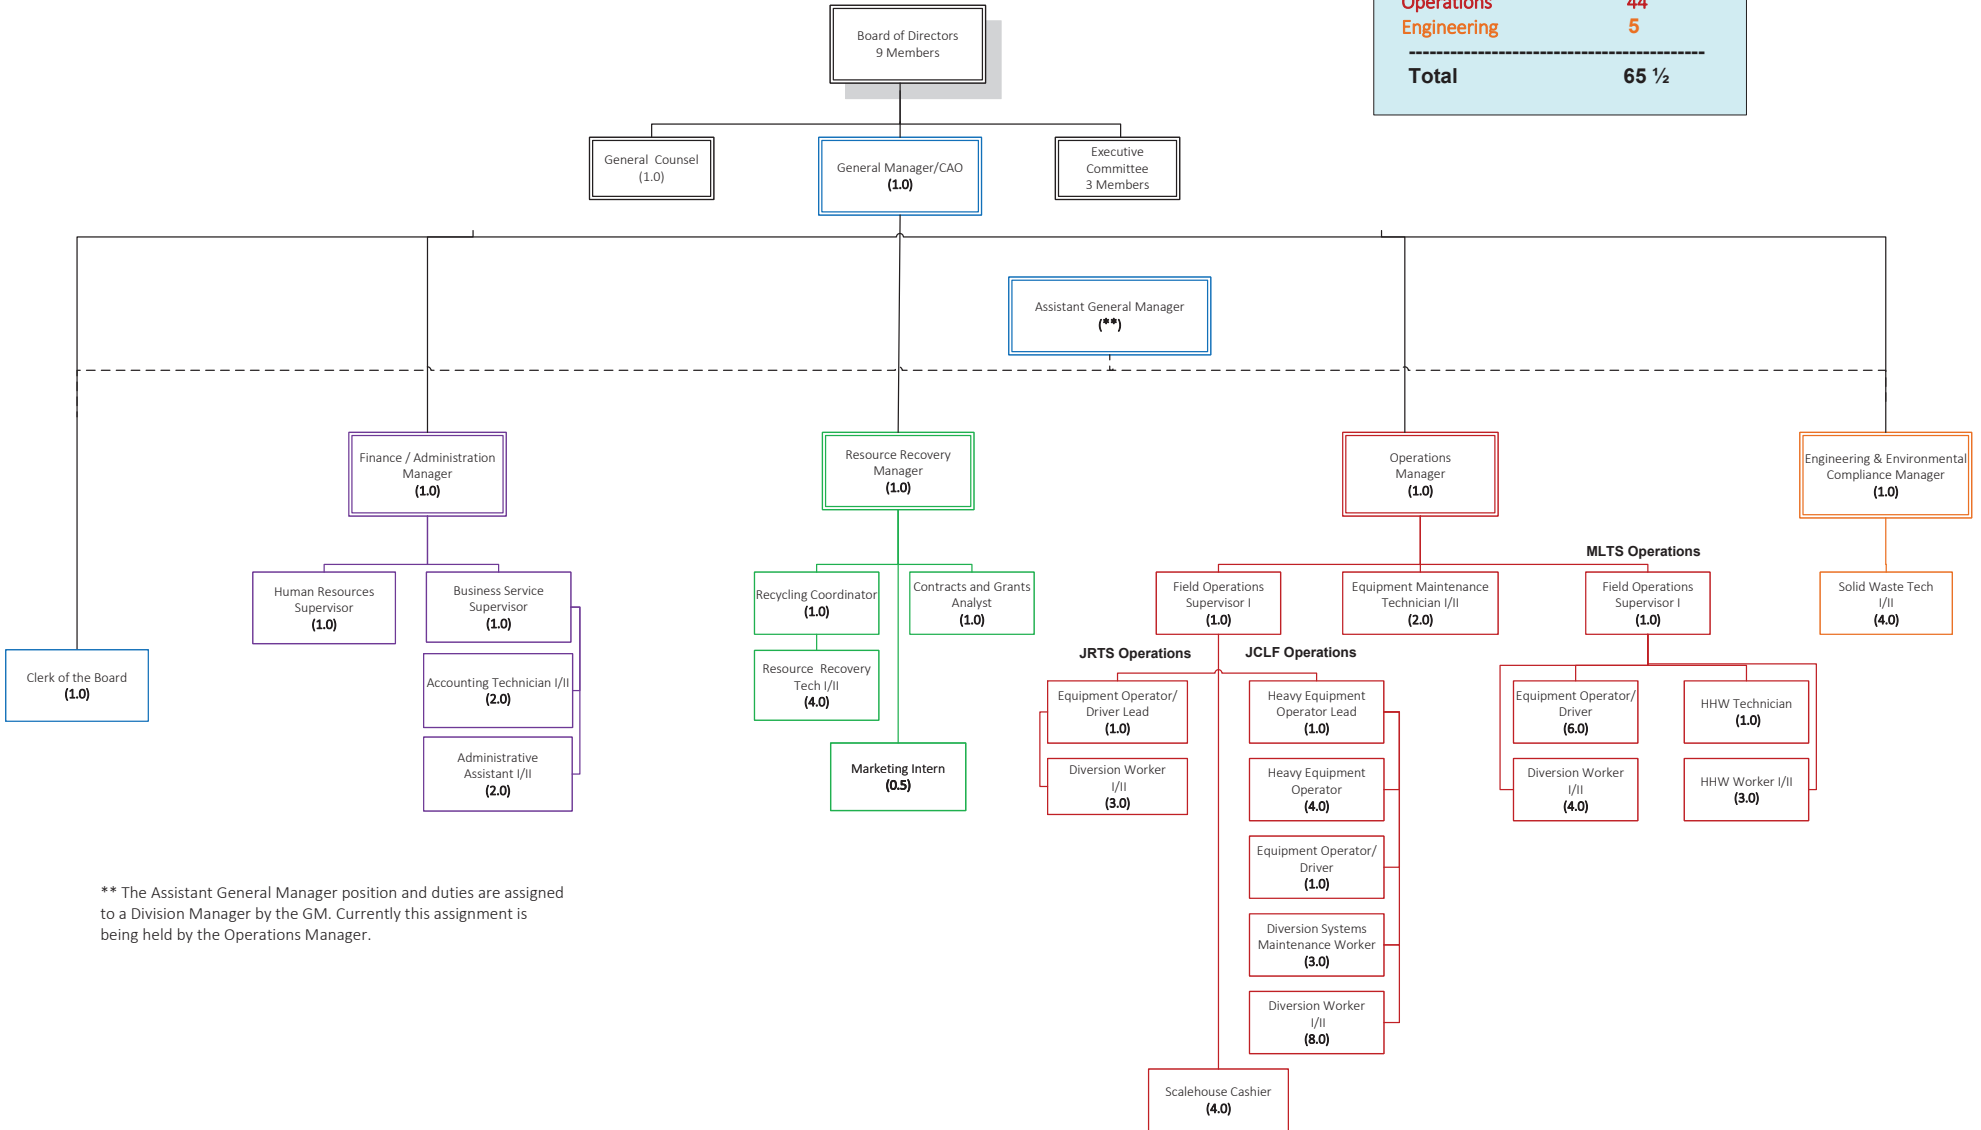 Operations 44
Engineering 5
-------------------------------------------
Total 65 ½
Board of Directors
9 Members
General Counsel
(1.0)
General Manager/CAO
(1.0)
Executive
Committee
3 Members
Assistant General Manager
(**)
Finance / Administration
Manager
(1.0)
Resource Recovery
Manager
(1.0)
Operations
Manager
(1.0)
Engineering & Environmental
Compliance Manager
(1.0)
MLTS Operations
Human Resources
Supervisor
(1.0)
Business Service
Supervisor
(1.0)
Recycling Coordinator
(1.0)
Contracts and Grants
Analyst
(1.0)
Field Operations
Supervisor I
(1.0)
Equipment Maintenance
Technician I/II
(2.0)
Field Operations
Supervisor I
(1.0)
Solid Waste Tech
I/II
(4.0)
Clerk of the Board
(1.0)
Accounting Technician I/II
(2.0)
Administrative
Assistant I/II
(2.0)
Resource Recovery
Tech I/II
(4.0)
Marketing Intern
(0.5)
JRTS Operations
JCLF Operations
Equipment Operator/
Driver Lead
(1.0)
Diversion Worker
I/II
(3.0)
Heavy Equipment
Operator Lead
(1.0)
Heavy Equipment
Operator
(4.0)
Equipment Operator/
Driver
(1.0)
Diversion Systems
Maintenance Worker
(3.0)
Diversion Worker
I/II
(8.0)
Equipment Operator/
Driver
(6.0)
Diversion Worker
I/II
(4.0)
HHW Technician
(1.0)
HHW Worker I/II
(3.0)
Scalehouse Cashier
(4.0)
** The Assistant General Manager position and duties are assigned
to a Division Manager by the GM. Currently this assignment is
being held by the Operations Manager.